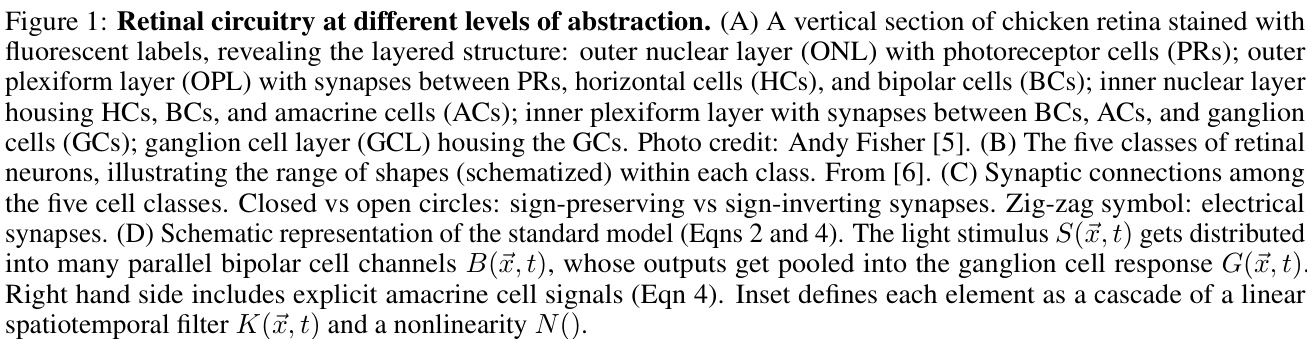 Figure 1: Retinal circuitry at different levels of abstraction. (A) A vertical section of chicken retina stained with
fluorescent labels, revealing the layered structure: outer nuclear layer (ONL) with photoreceptor cells (PRs); outer
plexiform layer (OPL) with synapses between PRs, horizontal cells (HCs), and bipolar cells (BCs); inner nuclear layer
housing HCs, BCs, and amacrine cells (ACs); inner plexiform layer with synapses between BCs, ACs, and ganglion
cells (GCs); ganglion cell layer (GCL) housing the GCs. Photo credit: Andy Fisher [5]. (B) The five classes of retinal
neurons, illustrating the range of shapes (schematized) within each class. From [6]. (C) Synaptic connections among
the five cell classes. Closed vs open circles: sign-preserving vs sign-inverting synapses. Zig-zag symbol: electrical
synapses. (D) Schematic representation of the standard model (Eqns 2 and 4). The light stimulus $S(\vec{x}, t)$ gets distributed
into many parallel bipolar cell channels $B(\vec{x}, t)$, whose outputs get pooled into the ganglion cell response $G(\vec{x}, t)$.
Right hand side includes explicit amacrine cell signals (Eqn 4). Inset defines each element as a cascade of a linear
spatiotemporal filter $K(\vec{x}, t)$ and a nonlinearity $N()$.